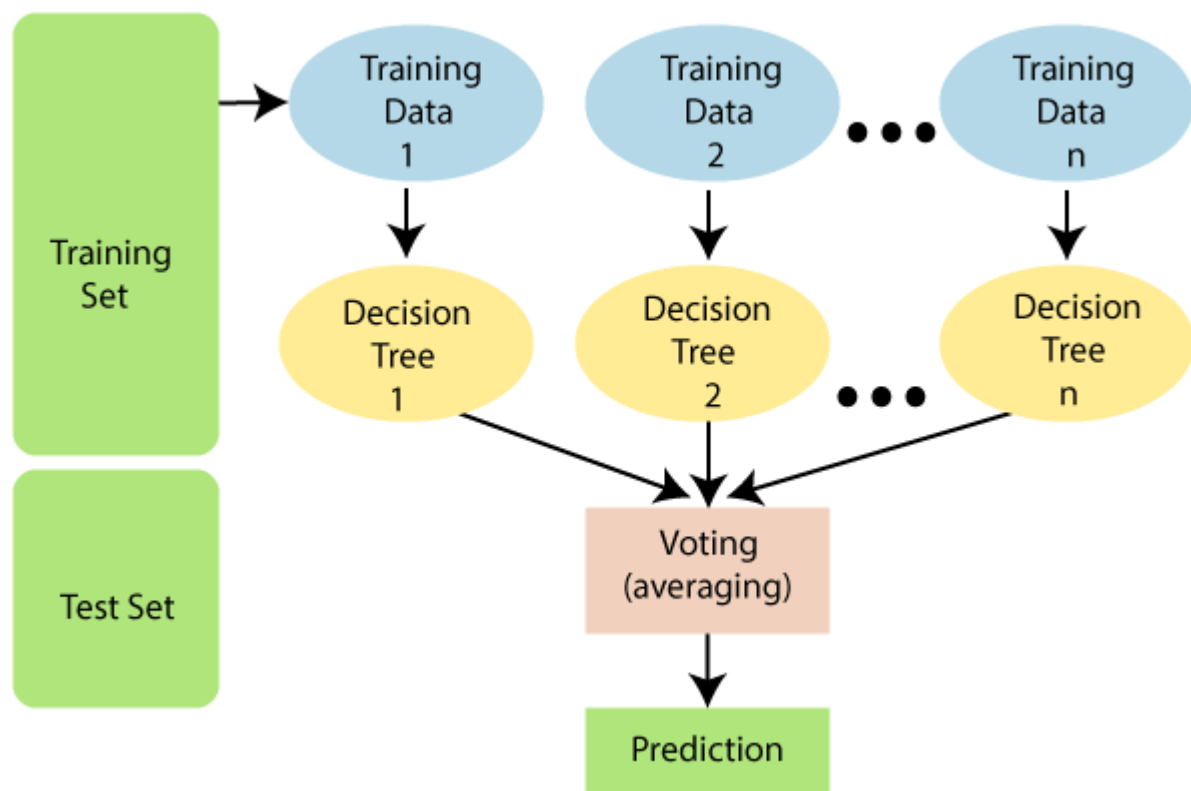 Training
Set
Training
Data
1
Training
Data
2
Training
Data
n
Decision
Tree
1
Decision
Tree
2
Decision
Tree
n
Test Set
Voting
(averaging)
Prediction